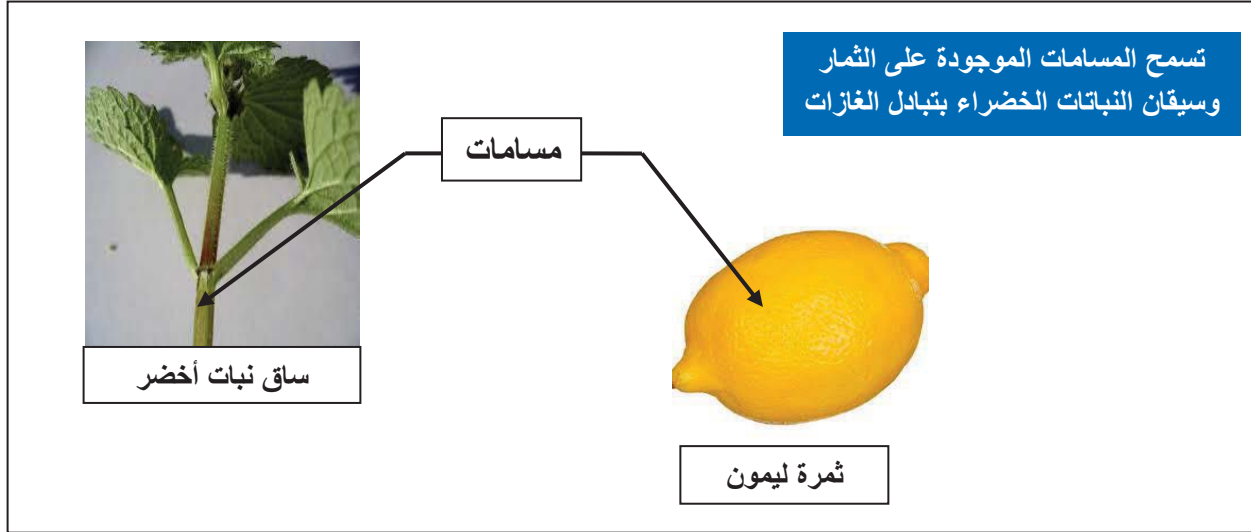 تسمح المسامات الموجودة على الثمار
وسيقان النباتات الخضراء بتبادل الغازات
مسامات
ساق نبات أخضر
ثمرة ليمون